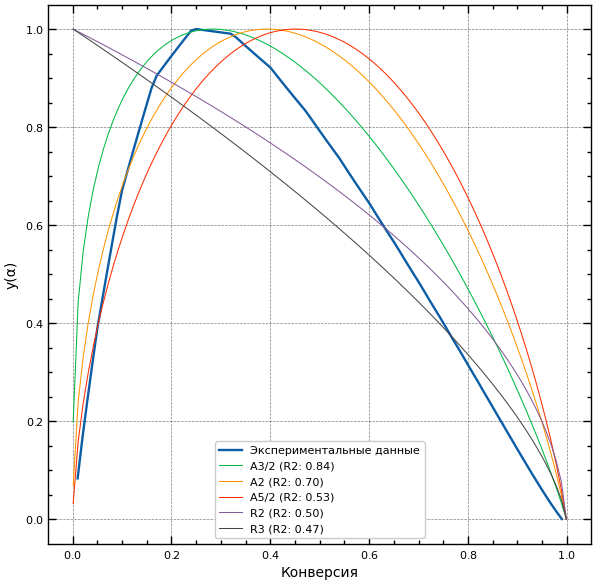 1.0
0.8
0.6
0.4
0.2
0.0
y(α)
Экспериментальные данные
A3/2 (R2: 0.84)
A2 (R2: 0.70)
A5/2 (R2: 0.53)
R2 (R2: 0.50)
R3 (R2: 0.47)
0.0 0.2 0.4 0.6 0.8 1.0
Конверсия